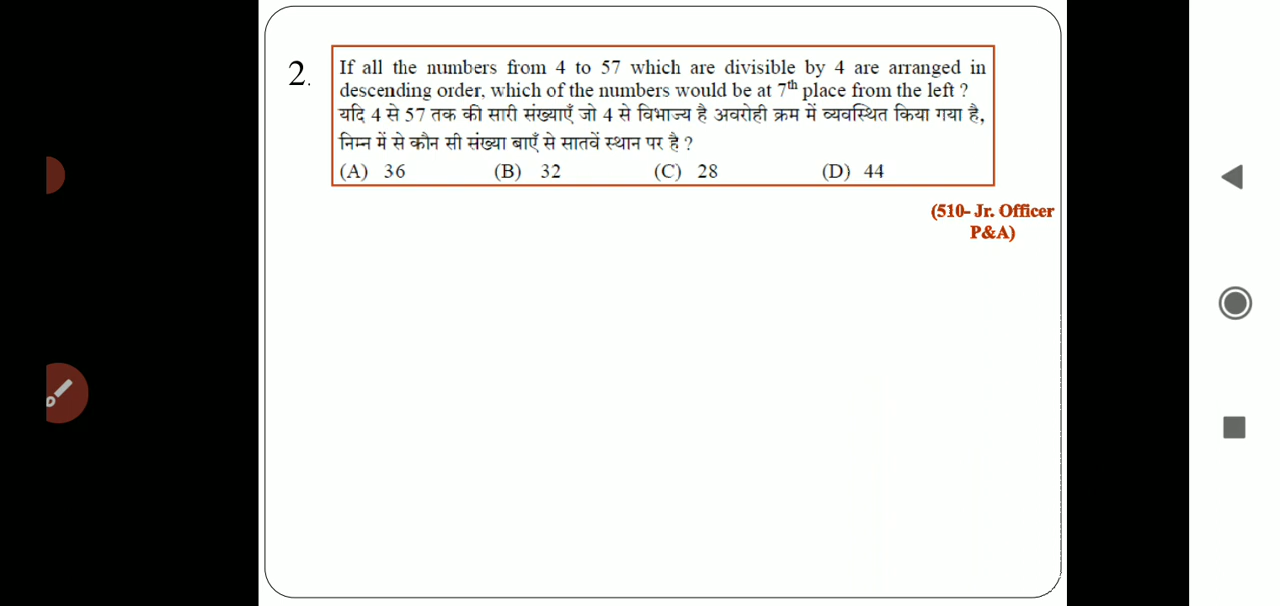 2.
If all the numbers from 4 to 57 which are divisible by 4 are arranged in
descending order, which of the numbers would be at 7th place from the left ?
यदि 4 से 57 तक की सारी संख्याएँ जो 4 से विभाज्य है अवरोही क्रम में व्यवस्थित किया गया है,
निम्न में से कौन सी संख्या बाएँ से सातवें स्थान पर है ?
(A) 36 (B) 32 (C) 28 (D) 44
(510- Jr. Officer
P&A)